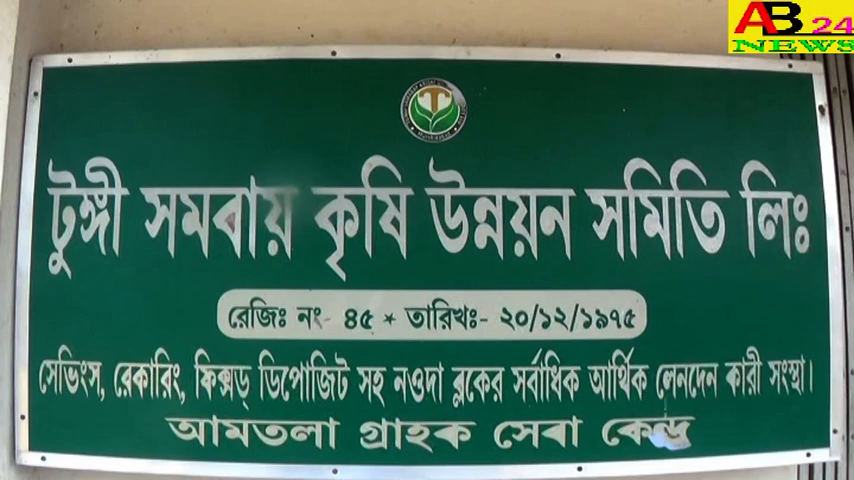 AB 24
NEWS
টুঙ্গী সমবায় কৃষি উন্নয়ন সমিতি লিঃ
রেজিঃ নং- ৪৫ * তারিখঃ- ২০/১২/১৯৭৫
সেভিংস, রেকারিং, ফিক্সড্ ডিপোজিট সহ নওদা ব্লকের সর্বাধিক আর্থিক লেনদেন কারী সংস্থা।
আমতলা গ্রাহক সেবা কেন্দ্র